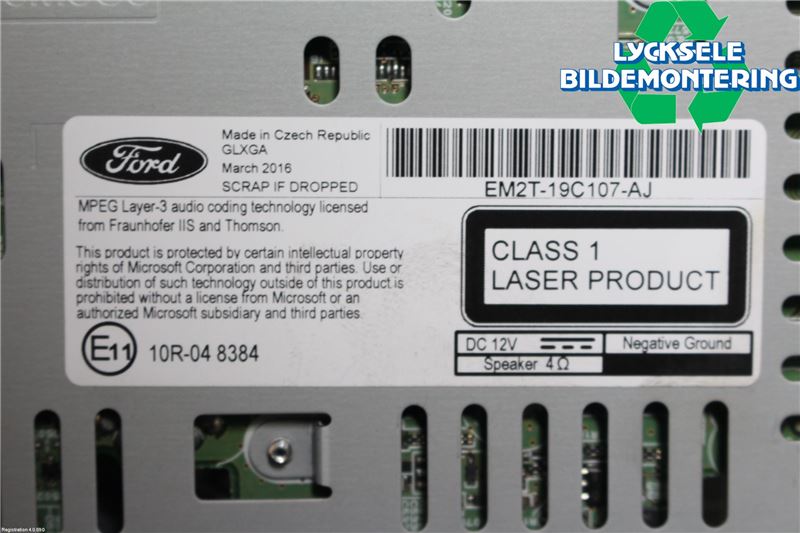 LYCKSELE
BILDEMONTERING
Ford
Made in Czech Republic
GLXGA
March 2016
SCRAP IF DROPPED
EM2T-19C107-AJ
MPEG Layer-3 audio coding technology licensed
from Fraunhofer IIS and Thomson.
This product is protected by certain intellectual property
rights of Microsoft Corporation and third parties. Use or
distribution of such technology outside of this product is
prohibited without a license from Microsoft or an
authorized Microsoft subsidiary and third parties.
CLASS 1
LASER PRODUCT
E11 10R-04 8384
DC 12V
Negative Ground
Speaker 4Ω